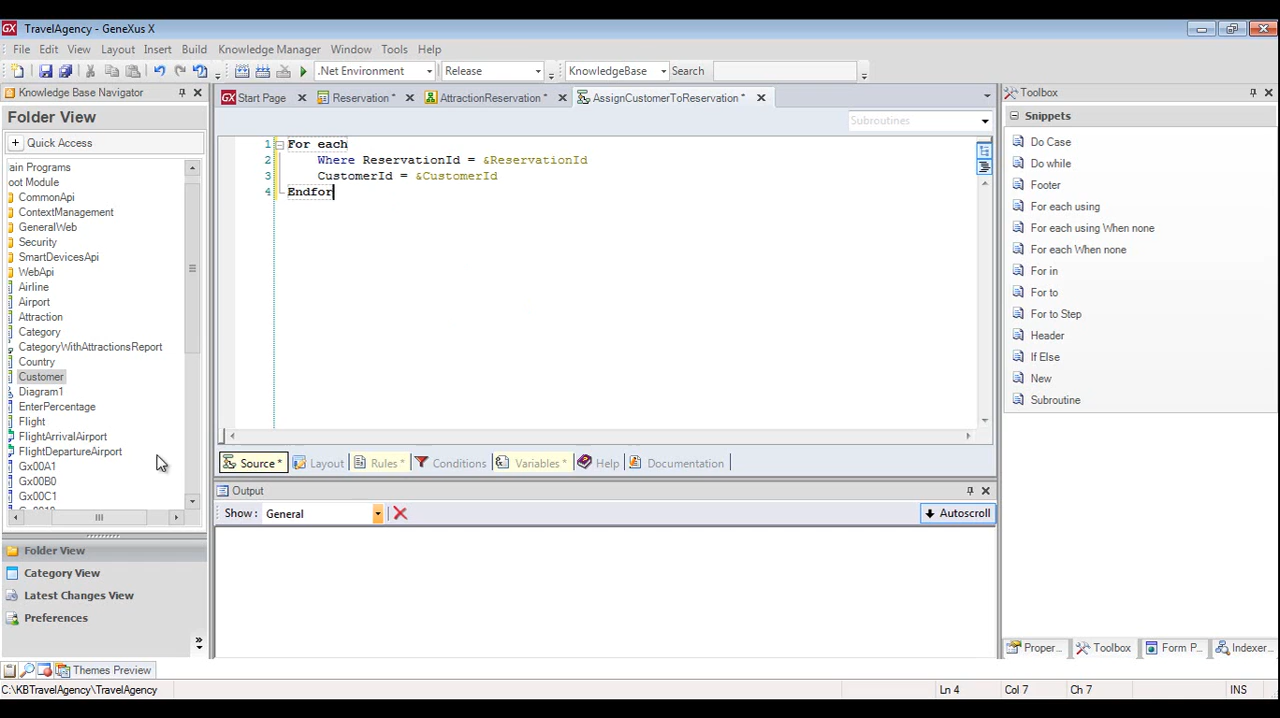 TravelAgency - GeneXus X
File Edit View Layout Insert Build Knowledge Manager Window Tools Help
.Net Environment Release KnowledgeBase Search
Knowledge Base Navigator
Start Page Reservation * AttractionReservation * AssignCustomerToReservation *
Toolbox
Folder View
Quick Access
Subroutines
Snippets
ain Programs
oot Module
CommonApi
ContextManagement
GeneralWeb
Security
SmartDevicesApi
WebApi
Airline
Airport
Attraction
Category
CategoryWithAttractionsReport
Country
Customer
Diagram1
EnterPercentage
Flight
FlightArrivalAirport
FlightDepartureAirport
Gx00A1
Gx00B0
Gx00C1
1 For each
2 Where ReservationId = &ReservationId
3 CustomerId = &CustomerId
4 Endfor
Do Case
Do while
Footer
For each using
For each using When none
For each When none
For in
For to
For to Step
Header
If Else
New
Subroutine
Source * Layout Rules * Conditions Variables * Help Documentation
Output
Show: General Autoscroll
Folder View
Category View
Latest Changes View
Preferences
Proper... Toolbox Form P... Indexer...
Themes Preview
C:\KBTravelAgency\TravelAgency Ln 4 Col 7 Ch 7 INS